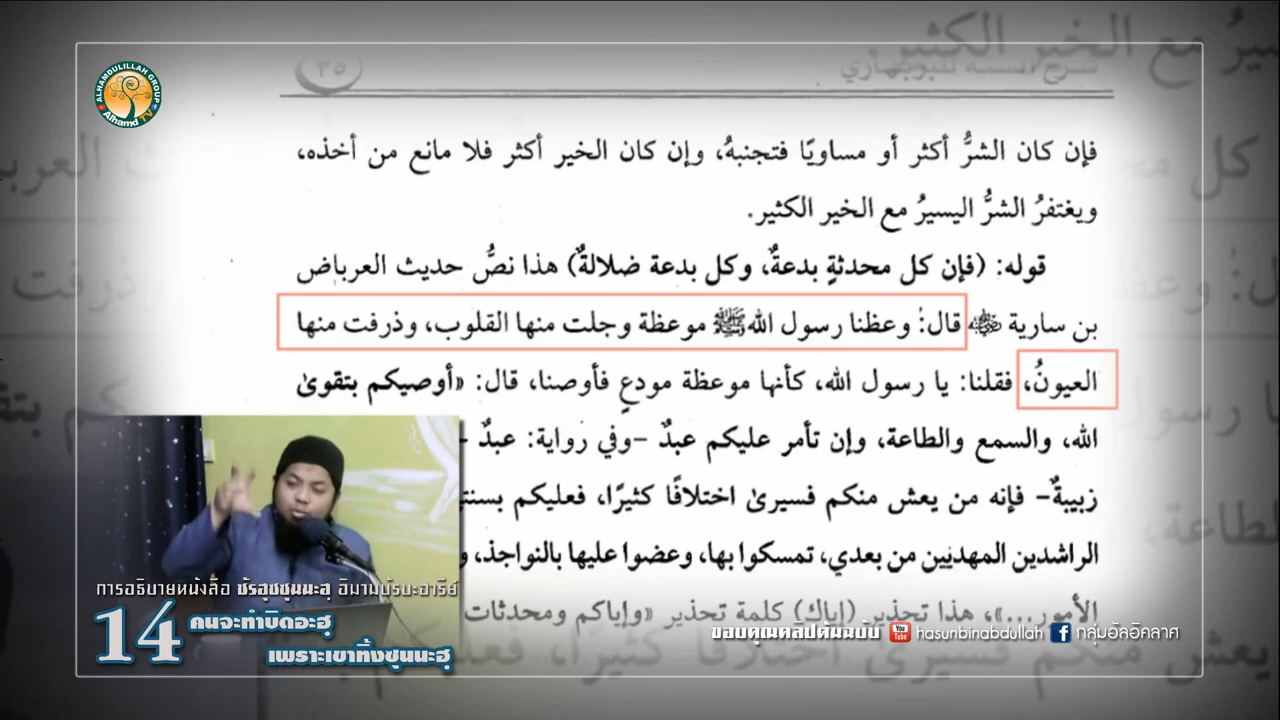 ALHAMDULILLAH GROUP
Alhamd TV
شرح السنة للبربهاري
٣٥
فإن كان الشرُّ أكثر أو مساويًا فتجنبهُ، وإن كان الخير أكثر فلا مانع من أخذه،
ويغتفرُ الشرُّ اليسيرُ مع الخير الكثير.
قوله: (فإن كل محدثةٍ بدعةٌ، وكل بدعة ضلالةٌ) هذا نصُّ حديث العرباض
بن سارية رضي الله عنه قال: وعظنا رسول الله ﷺ موعظة وجلت منها القلوب، وذرفت منها
العيونُ، فقلنا: يا رسول الله، كأنها موعظة مودعٍ فأوصنا، قال: «أوصيكم بتقوىٰ
الله، والسمع والطاعة، وإن تأمر عليكم عبدٌ –وفي رواية: عبدٌ
زبيبةٌ– فإنه من يعش منكم فسيرىٰ اختلافًا كثيرًا، فعليكم بسنتي
الراشدين المهديين من بعدي، تمسكوا بها، وعضوا عليها بالنواجذ،
الأمور...»، هذا تحذير (إياك) كلمة تحذير «وإياكم ومحدثات
การอธิบายหนังสือ ชัรฮุซซุนนะฮฺ อิมามบัรบะฮารีย์
14 คนจะทำบิดอะฮฺ
เพราะเขาทิ้งซุนนะฮฺ
ขอบคุณคลิปต้นฉบับ You Tube hasunbinabdullah f กลุ่มอัลอิคลาศ